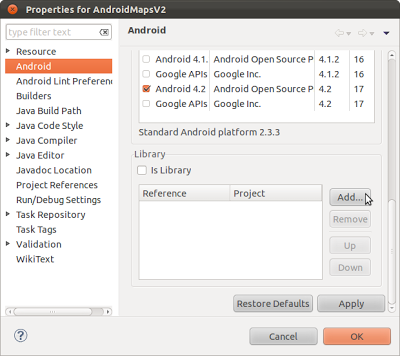 Properties for AndroidMapsV2
type filter text
Resource
Android
Android Lint Preferenc
Builders
Java Build Path
Java Code Style
Java Compiler
Java Editor
Javadoc Location
Project References
Run/Debug Settings
Task Repository
Task Tags
Validation
WikiText
Android
Android 4.1. Android Open Source P 4.1.2 16
Google APIs Google Inc. 4.1.2 16
Android 4.2 Android Open Source P 4.2 17
Google APIs Google Inc. 4.2 17
Standard Android platform 2.3.3
Library
Is Library
Reference Project
Add...
Remove
Up
Down
Restore Defaults Apply
? Cancel OK